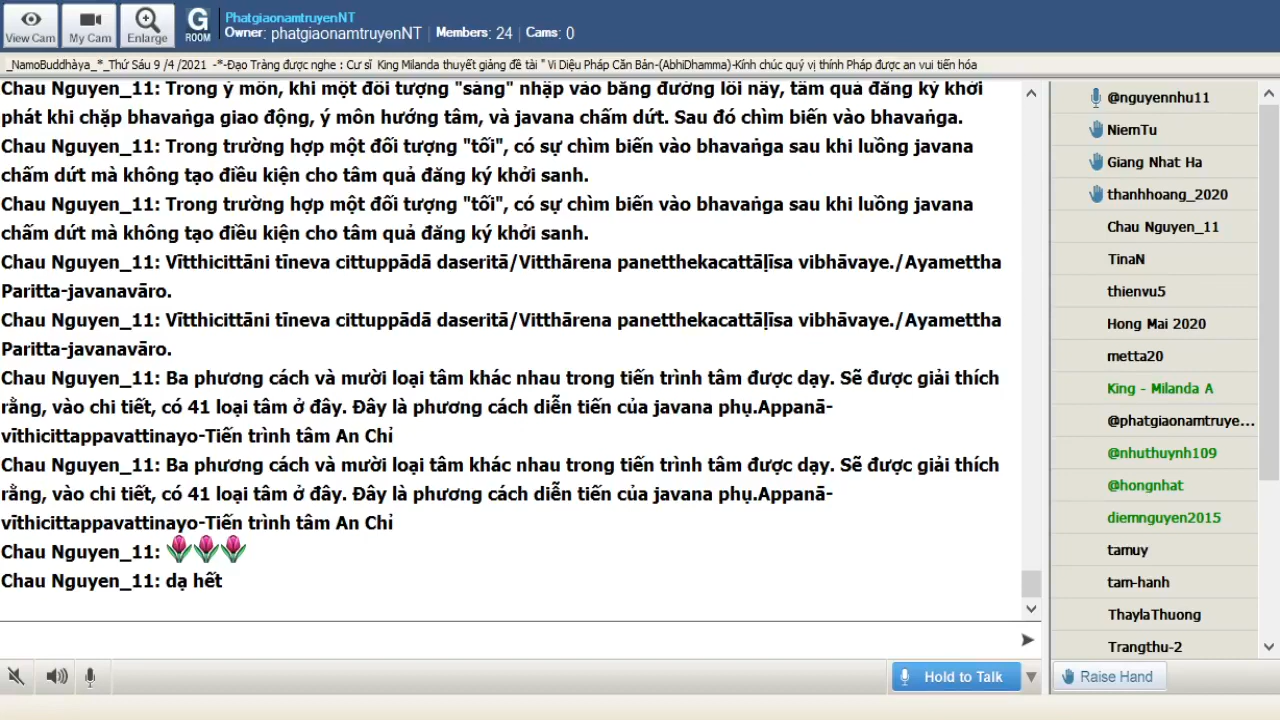 View Cam
My Cam
Enlarge
G
ROOM
PhatgiaonamtruyenNT
Owner: phatgiaonamtruyenNT | Members: 24 | Cams: 0
_NamoBuddhàya_*_Thứ Sáu 9 /4 /2021 -*-Đạo Tràng được nghe : Cư sĩ King Milanda thuyết giảng đề tài " Vi Diệu Pháp Căn Bản-(AbhiDhamma)-Kính chúc quý vị thính Pháp được an vui tiến hóa
Chau Nguyen_11: Trong ý môn, khi một đối tượng "sáng" nhập vào băng đường lối này, tâm quả đăng ký khởi
phát khi chặp bhavaṅga giao động, ý môn hướng tâm, và javana chấm dứt. Sau đó chìm biến vào bhavaṅga.
Chau Nguyen_11: Trong trường hợp một đối tượng "tối", có sự chìm biến vào bhavaṅga sau khi luồng javana
chấm dứt mà không tạo điều kiện cho tâm quả đăng ký khởi sanh.
Chau Nguyen_11: Trong trường hợp một đối tượng "tối", có sự chìm biến vào bhavaṅga sau khi luồng javana
chấm dứt mà không tạo điều kiện cho tâm quả đăng ký khởi sanh.
Chau Nguyen_11: Vītthicittāni tīneva cittuppādā daseritā/Vitthārena panetthekacattāḷīsa vibhāvaye./Ayamettha
Paritta-javanavāro.
Chau Nguyen_11: Vītthicittāni tīneva cittuppādā daseritā/Vitthārena panetthekacattāḷīsa vibhāvaye./Ayamettha
Paritta-javanavāro.
Chau Nguyen_11: Ba phương cách và mười loại tâm khác nhau trong tiến trình tâm được dạy. Sẽ được giải thích
rằng, vào chi tiết, có 41 loại tâm ở đây. Đây là phương cách diễn tiến của javana phụ.Appanā-
vīthicittappavattinayo-Tiến trình tâm An Chỉ
Chau Nguyen_11: Ba phương cách và mười loại tâm khác nhau trong tiến trình tâm được dạy. Sẽ được giải thích
rằng, vào chi tiết, có 41 loại tâm ở đây. Đây là phương cách diễn tiến của javana phụ.Appanā-
vīthicittappavattinayo-Tiến trình tâm An Chỉ
Chau Nguyen_11: 🌷🌷🌷
Chau Nguyen_11: dạ hết
@nguyennhu11
NiemTu
Giang Nhat Ha
thanhhoang_2020
Chau Nguyen_11
TinaN
thienvu5
Hong Mai 2020
metta20
King - Milanda A
@phatgiaonamtruye...
@nhuthuynh109
@hongnhat
diemnguyen2015
tamuy
tam-hanh
ThaylaThuong
Trangthu-2
Hold to Talk
Raise Hand